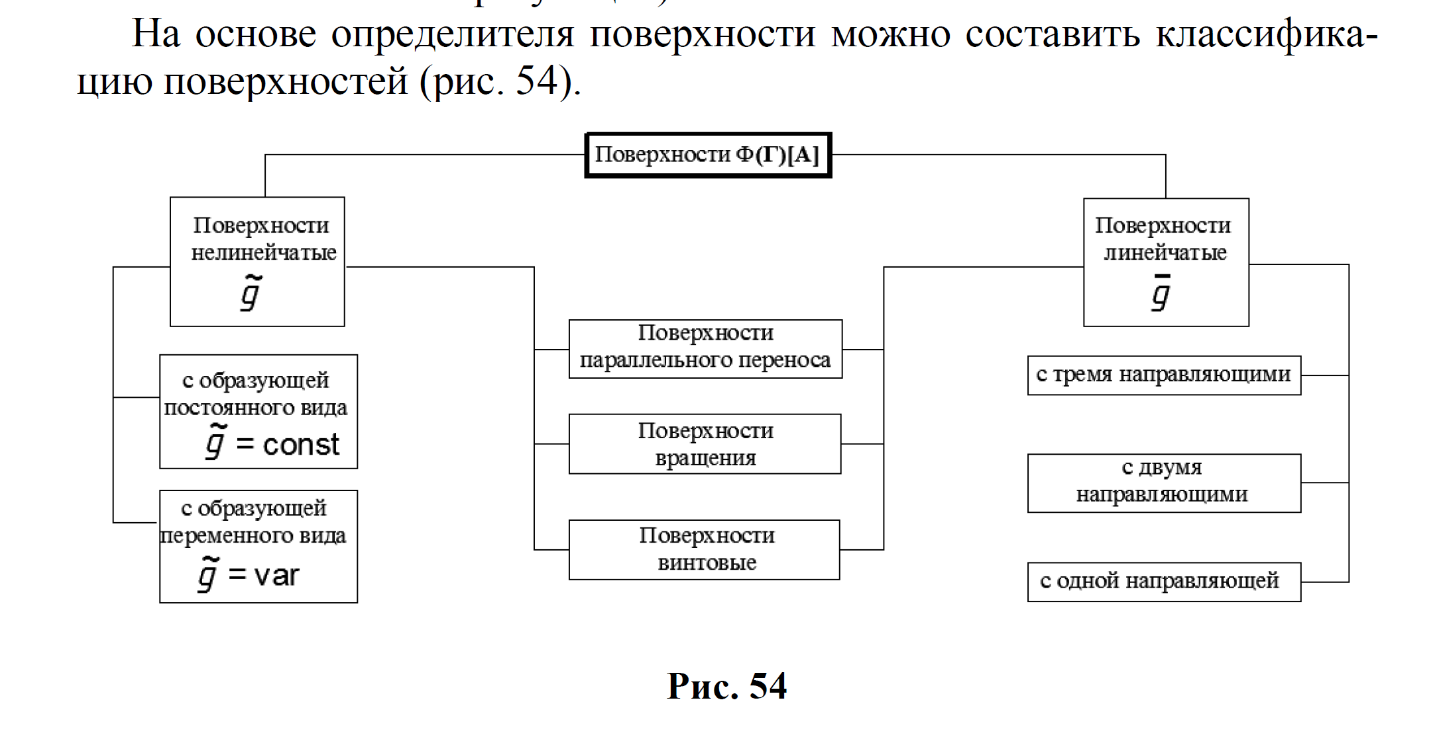 На основе определителя поверхности можно составить классифика-
цию поверхностей (рис. 54).
Поверхности Ф(Г)[А]
Поверхности
нелинейчатые
g̃
с образующей
постоянного вида
g̃ = const
с образующей
переменного вида
g̃ = var
Поверхности
параллельного переноса
Поверхности
вращения
Поверхности
винтовые
Поверхности
линейчатые
ḡ
с тремя направляющими
с двумя
направляющими
с одной направляющей
Рис. 54